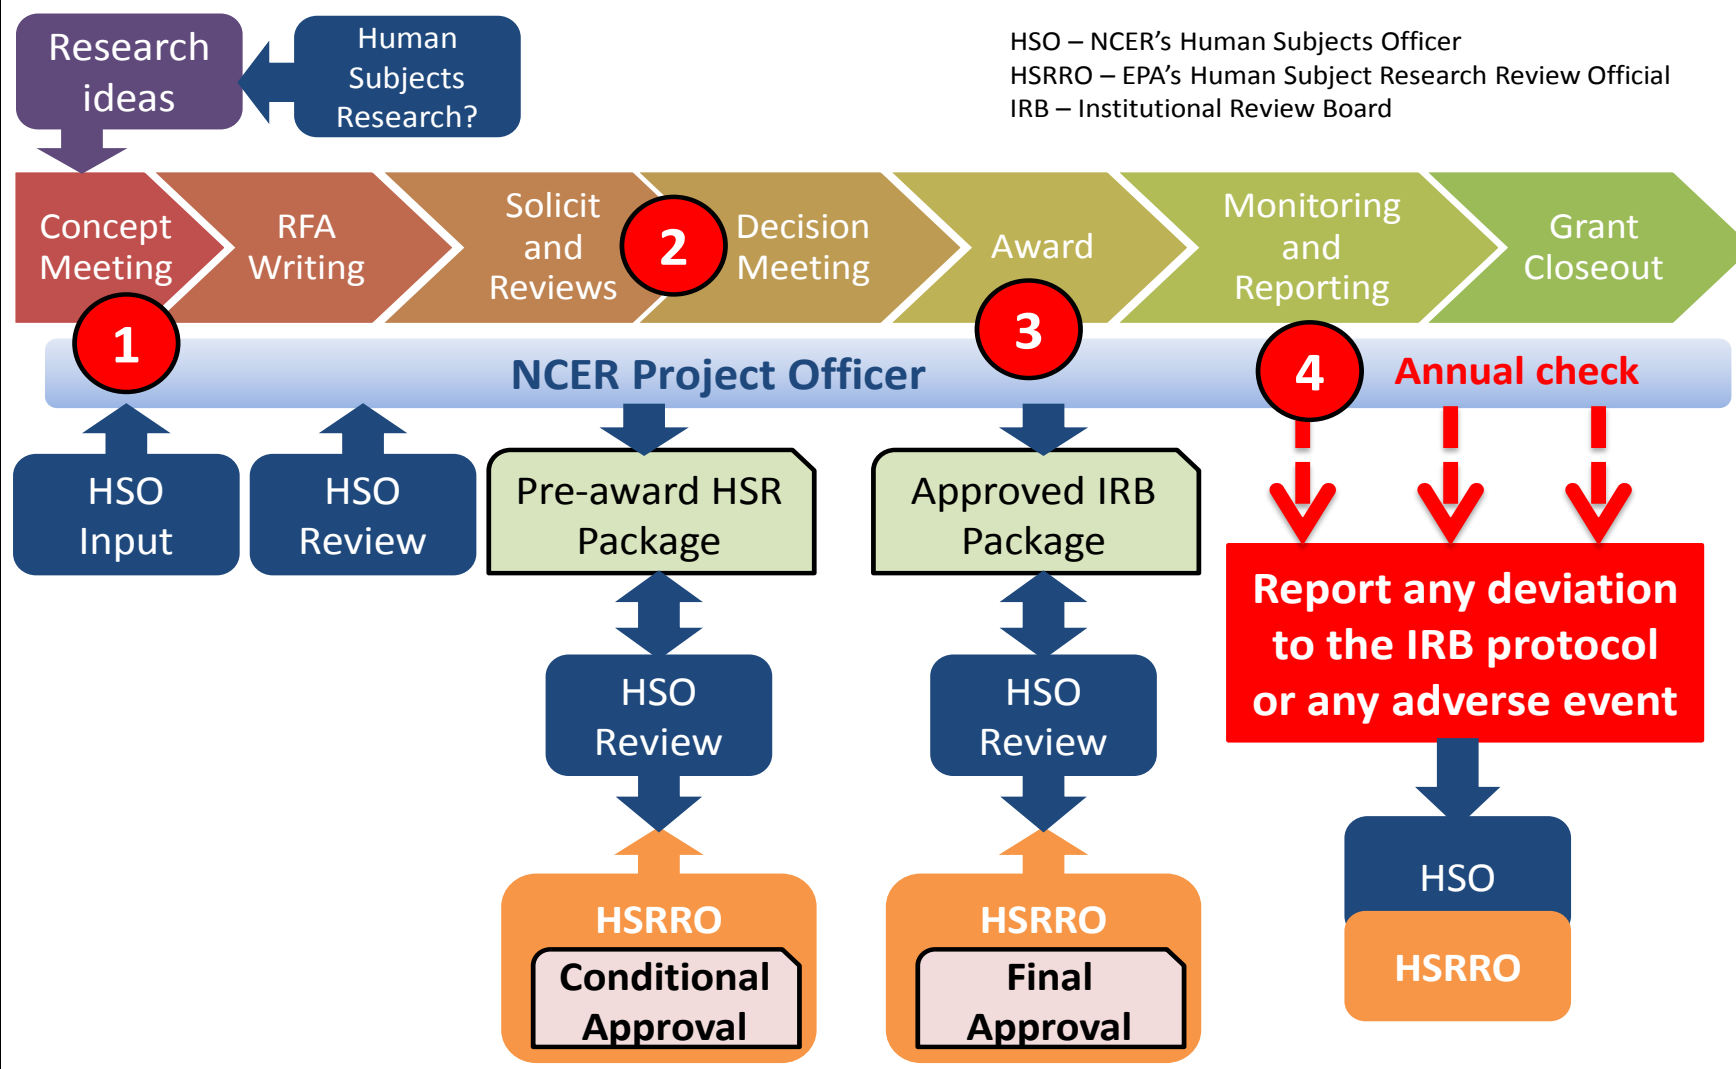 Research
ideas
Human
Subjects
Research?
HSO – NCER’s Human Subjects Officer
HSRRO – EPA’s Human Subject Research Review Official
IRB – Institutional Review Board
Concept
Meeting
RFA
Writing
Solicit
and
Reviews
2
Decision
Meeting
Award
Monitoring
and
Reporting
Grant
Closeout
1
NCER Project Officer
3
4
Annual check
HSO
Input
HSO
Review
Pre-award HSR
Package
Approved IRB
Package
Report any deviation
to the IRB protocol
or any adverse event
HSO
Review
HSO
Review
HSRRO
Conditional
Approval
HSRRO
Final
Approval
HSO
HSRRO